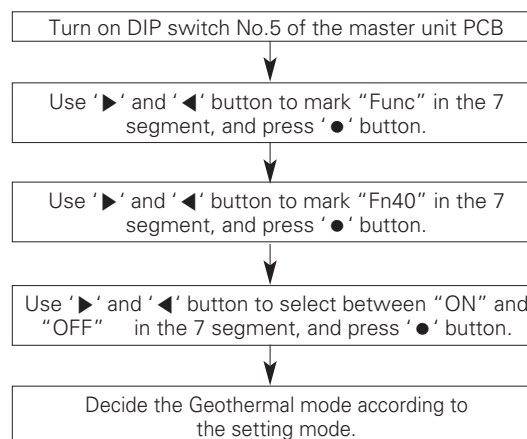 Turn on DIP switch No.5 of the master unit PCB
Use ‘▶‘ and ‘◀‘ button to mark “Func” in the 7
segment, and press ‘●‘ button.
Use ‘▶‘ and ‘◀‘ button to mark “Fn40” in the 7
segment, and press ‘●‘ button.
Use ‘▶‘ and ‘◀‘ button to select between “ON” and
“OFF” in the 7 segment, and press ‘●‘ button.
Decide the Geothermal mode according to
the setting mode.